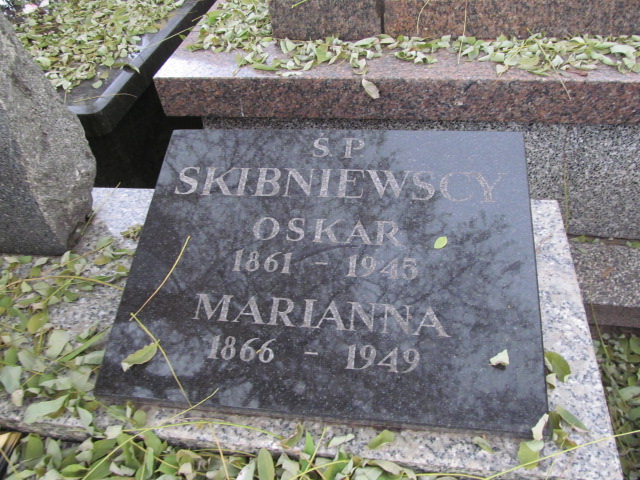 Ś. P.
SKIBNIEWSCY
OSKAR
1861 - 1945
MARIANNA
1866 - 1949